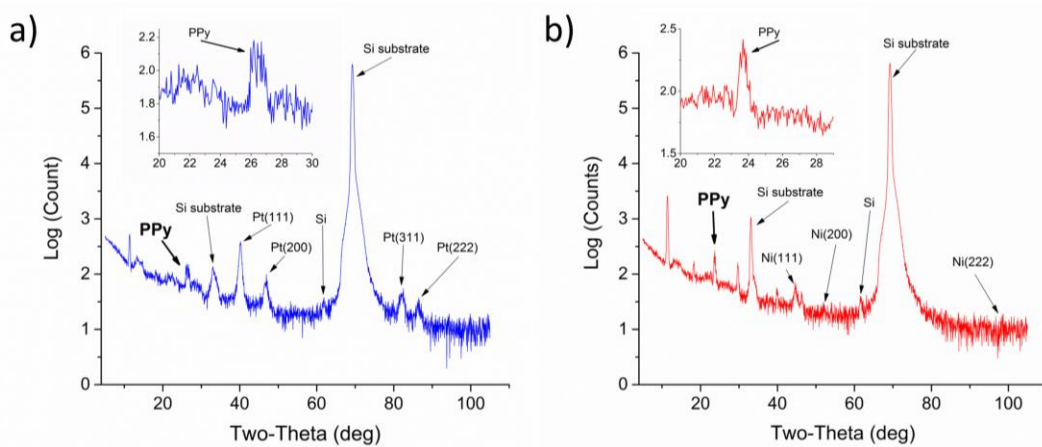 a)
PPy
2.2
2.0
1.8
1.6
20 22 24 26 28 30
Si substrate
PPy
Si substrate
Pt(111)
Pt(200)
Si
Pt(311)
Pt(222)
6
5
4
3
2
1
0
Log (Count)
20 40 60 80 100
Two-Theta (deg)
b)
PPy
2.5
2.0
1.5
20 22 24 26 28
Si substrate
PPy
Si substrate
Ni(111)
Ni(200)
Si
Ni(222)
6
5
4
3
2
1
0
Log (Counts)
20 40 60 80 100
Two-Theta (deg)